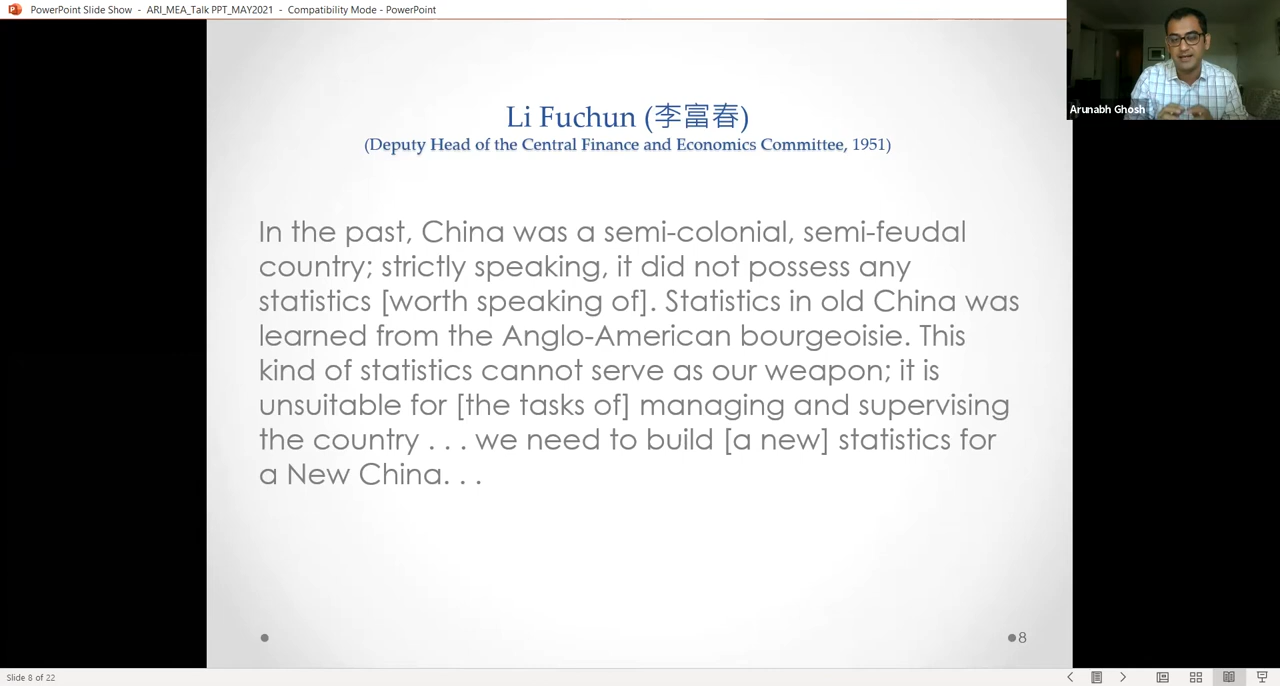 PowerPoint Slide Show - ARI_MEA_Talk PPT_MAY2021 - Compatibility Mode - PowerPoint
Arunabh Ghosh
Li Fuchun (李富春)
(Deputy Head of the Central Finance and Economics Committee, 1951)
In the past, China was a semi-colonial, semi-feudal
country; strictly speaking, it did not possess any
statistics [worth speaking of]. Statistics in old China was
learned from the Anglo-American bourgeoisie. This
kind of statistics cannot serve as our weapon; it is
unsuitable for [the tasks of] managing and supervising
the country . . . we need to build [a new] statistics for
a New China. . .
8
Slide 8 of 22